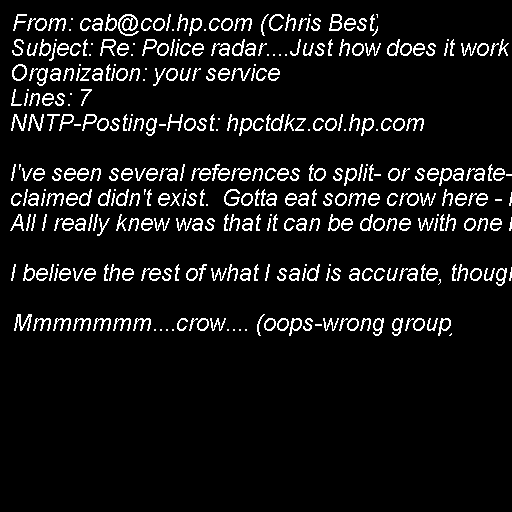 From: cab@col.hp.com (Chris Best)
Subject: Re: Police radar....Just how does it work
Organization: your service
Lines: 7
NNTP-Posting-Host: hpctdkz.col.hp.com

I've seen several references to split- or separate-
claimed didn't exist.  Gotta eat some crow here -
All I really knew was that it can be done with one

I believe the rest of what I said is accurate, though

Mmmmmmm....crow.... (oops-wrong group)